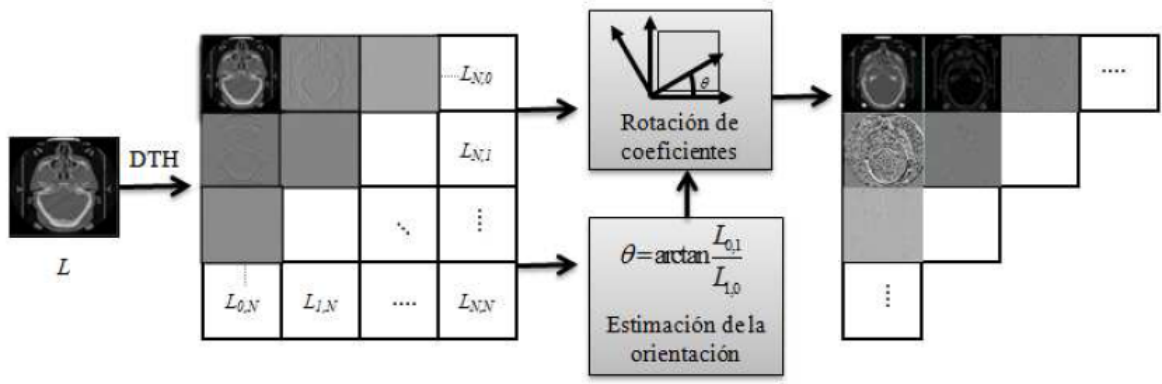 L
DTH
L_{N,0}
L_{N,1}
L_{0,N} L_{1,N} .... L_{N,N}
θ
Rotación de
coeficientes
θ=arctan L_{0,1}/L_{1,0}
Estimación de la
orientación
....